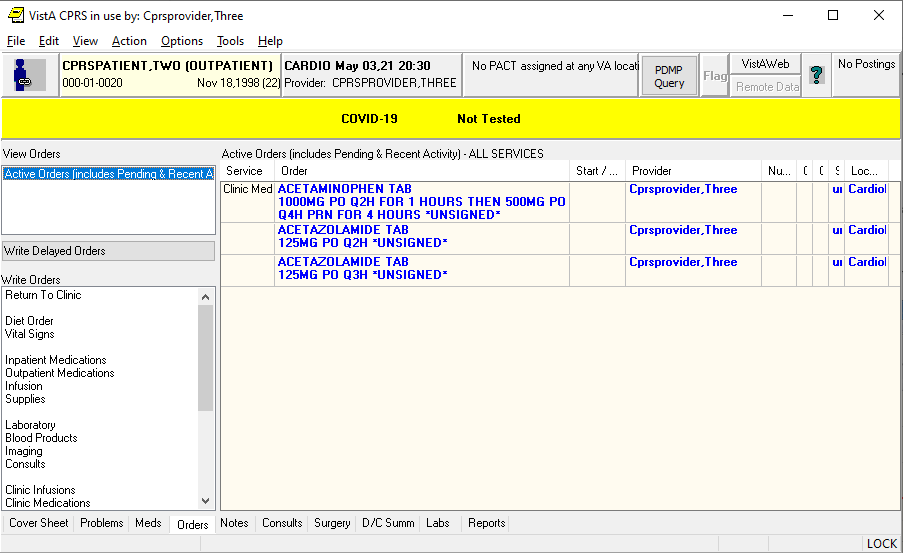 VistA CPRS in use by: Cprsprovider,Three
File Edit View Action Options Tools Help
CPRSPATIENT,TWO (OUTPATIENT)
000-01-0020 Nov 18,1998 (22)
CARDIO May 03,21 20:30
Provider: CPRSPROVIDER,THREE
No PACT assigned at any VA locati
PDMP
Query
Flag
VistAWeb
Remote Data
?
No Postings
COVID-19 Not Tested
View Orders
Active Orders (includes Pending & Recent A
Write Delayed Orders
Write Orders
Return To Clinic
Diet Order
Vital Signs
Inpatient Medications
Outpatient Medications
Infusion
Supplies
Laboratory
Blood Products
Imaging
Consults
Clinic Infusions
Clinic Medications
Active Orders (includes Pending & Recent Activity) - ALL SERVICES
Service Order Start / ... Provider Nu... C C S Loc...
Clinic Med ACETAMINOPHEN TAB Cprsprovider,Three ur Cardiol
1000MG PO Q2H FOR 1 HOURS THEN 500MG PO
Q4H PRN FOR 4 HOURS *UNSIGNED*
ACETAZOLAMIDE TAB Cprsprovider,Three ur Cardiol
125MG PO Q2H *UNSIGNED*
ACETAZOLAMIDE TAB Cprsprovider,Three ur Cardiol
125MG PO Q3H *UNSIGNED*
Cover Sheet Problems Meds Orders Notes Consults Surgery D/C Summ Labs Reports
LOCK